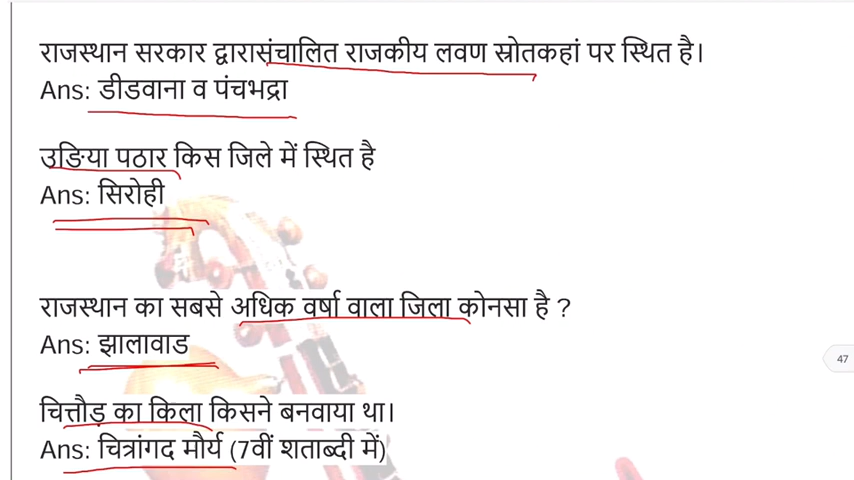 राजस्थान सरकार द्वारासंचालित राजकीय लवण स्रोतकहां पर स्थित है।
Ans: डीडवाना व पंचभद्रा
उङिया पठार किस जिले में स्थित है
Ans: सिरोही
राजस्थान का सबसे अधिक वर्षा वाला जिला कोनसा है ?
Ans: झालावाड
47
चित्तौड़ का किला किसने बनवाया था।
Ans: चित्रांगद मौर्य (7वीं शताब्दी में)